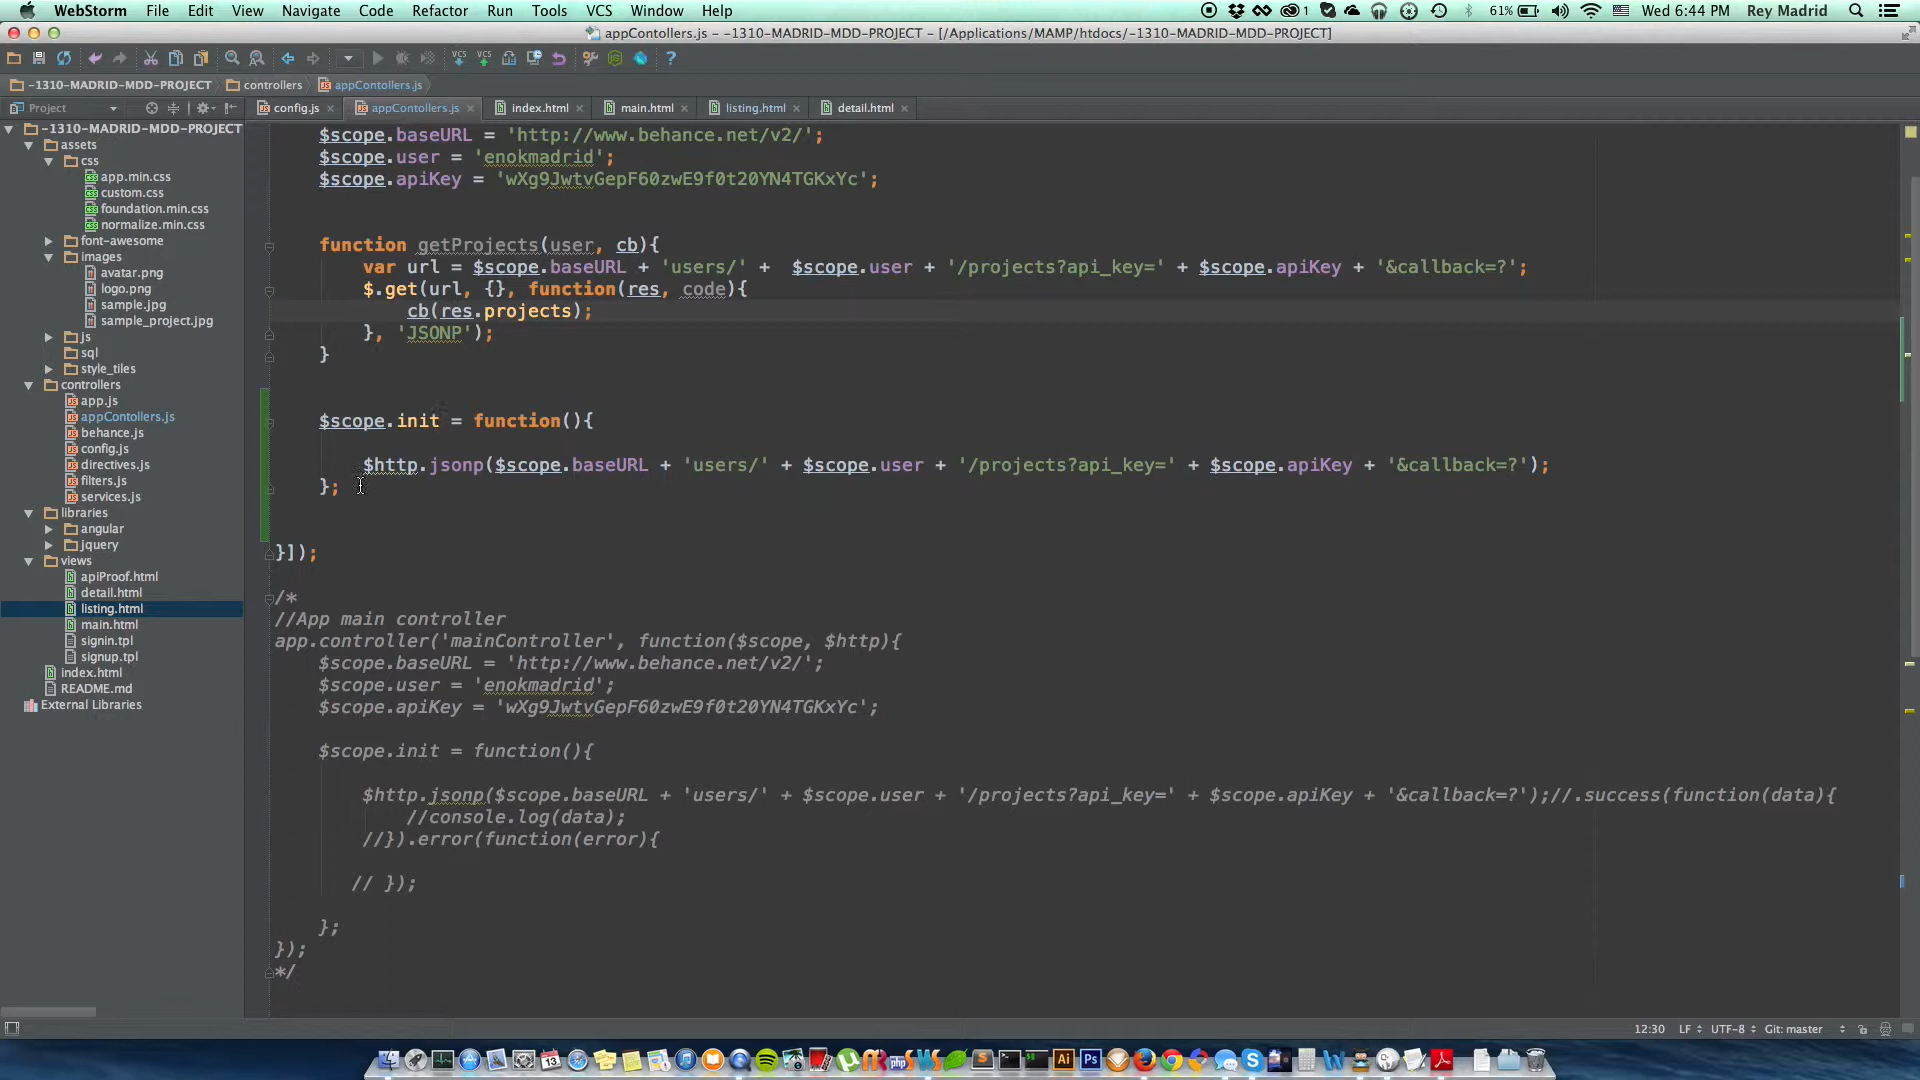 WebStorm File Edit View Navigate Code Refactor Run Tools VCS Window Help 1 61% Wed 6:44 PM Rey Madrid
appContollers.js – -1310-MADRID-MDD-PROJECT – [/Applications/MAMP/htdocs/-1310-MADRID-MDD-PROJECT]
VCS VCS ?
-1310-MADRID-MDD-PROJECT controllers appContollers.js
Project config.js appContollers.js index.html main.html listing.html detail.html
-1310-MADRID-MDD-PROJECT
assets
css
app.min.css
custom.css
foundation.min.css
normalize.min.css
font-awesome
images
avatar.png
logo.png
sample.jpg
sample_project.jpg
js
sql
style_tiles
controllers
app.js
appContollers.js
behance.js
config.js
directives.js
filters.js
services.js
libraries
angular
jquery
views
apiProof.html
detail.html
listing.html
main.html
signin.tpl
signup.tpl
index.html
README.md
External Libraries
$scope.baseURL = 'http://www.behance.net/v2/';
$scope.user = 'enokmadrid';
$scope.apiKey = 'wXg9JwtvGepF60zwE9f0t20YN4TGKxYc';
function getProjects(user, cb){
var url = $scope.baseURL + 'users/' +  $scope.user + '/projects?api_key=' + $scope.apiKey + '&callback=?';
$.get(url, {}, function(res, code){
cb(res.projects);
}, 'JSONP');
}
$scope.init = function(){
$http.jsonp($scope.baseURL + 'users/' + $scope.user + '/projects?api_key=' + $scope.apiKey + '&callback=?');
};
}]);
/*
//App main controller
app.controller('mainController', function($scope, $http){
$scope.baseURL = 'http://www.behance.net/v2/';
$scope.user = 'enokmadrid';
$scope.apiKey = 'wXg9JwtvGepF60zwE9f0t20YN4TGKxYc';
$scope.init = function(){
$http.jsonp($scope.baseURL + 'users/' + $scope.user + '/projects?api_key=' + $scope.apiKey + '&callback=?');//.success(function(data){
//console.log(data);
//}).error(function(error){
// });
};
});
*/
12:30 LF UTF-8 Git: master